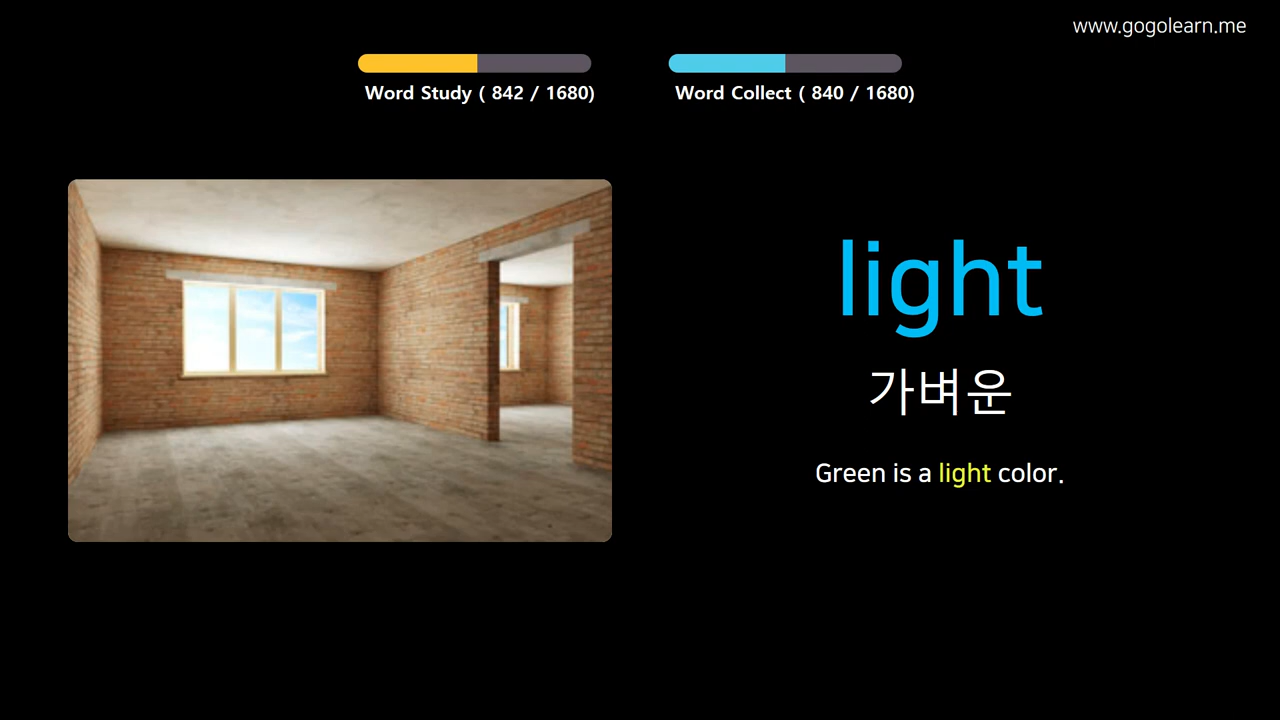 www.gogolearn.me
Word Study ( 842 / 1680)
Word Collect ( 840 / 1680)
light
가벼운
Green is a light color.